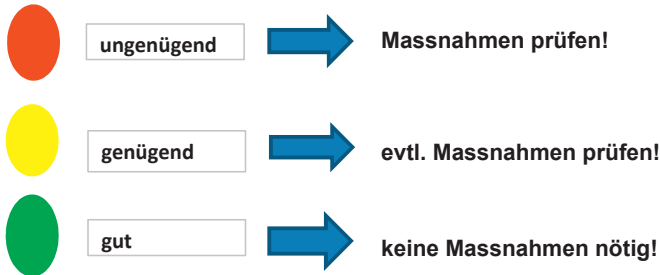 ungenügend Massnahmen prüfen!
genügend evtl. Massnahmen prüfen!
gut keine Massnahmen nötig!